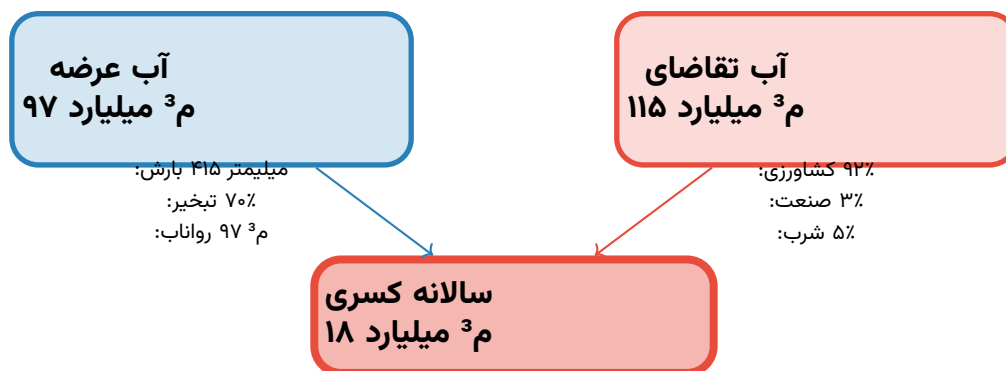 آب تقاضای
م³ میلیارد ۱۱۵
۹۲٪ کشاورزی:
۳٪ صنعت:
۵٪ شرب:
آب عرضه
م³ میلیارد ۹۷
میلیمتر ۴۱۵ بارش:
۷۰٪ تبخیر:
م³ ۹۷ رواناب:
سالانه کسری
م³ میلیارد ۱۸